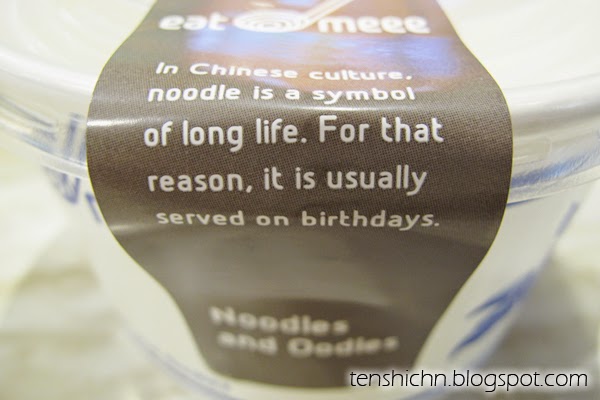 eat meee
In Chinese culture,
noodle is a symbol
of long life. For that
reason, it is usually
served on birthdays.
Noodles
and Oodles
tenshichn.blogspot.com